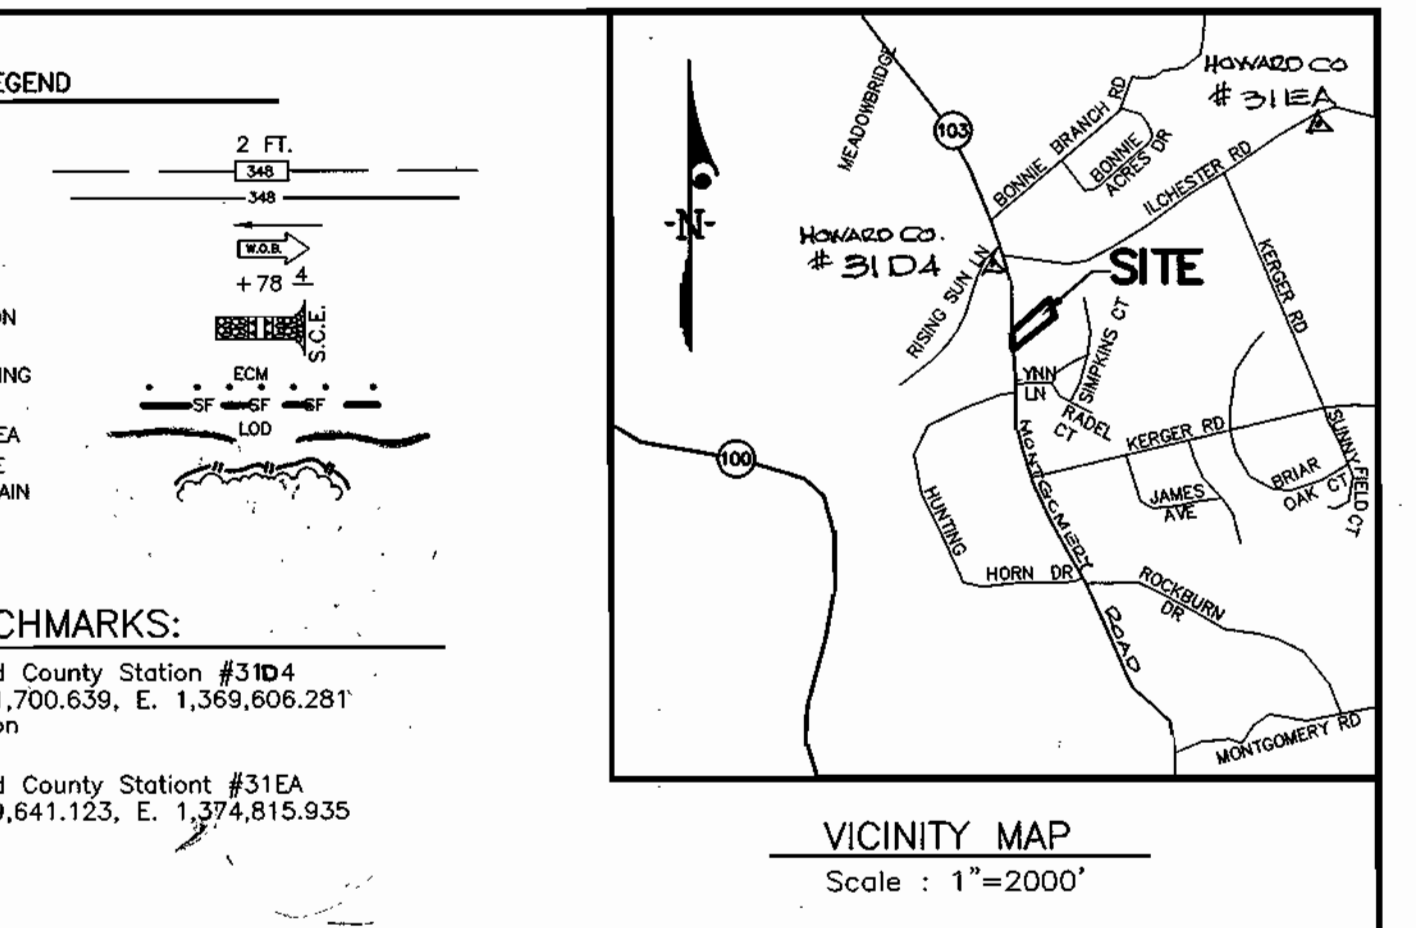 EGEND
2 FT.
348
348
W.O.B.
+78 4
ON
S.C.E.
ING
ECM
SF SF SF
EA
LOD
E
AIN
CHMARKS:
d County Station #31D4
,700.639, E. 1,369,606.281
on
d County Stationt #31EA
,641.123, E. 1,374,815.935
MEADOWBRIDGE
103
BONNIE BRANCH RD
BONNIE
ACRES DR
HOWARD CO
# 31EA
ILCHESTER RD
-N-
HOWARD CO.
# 31D4
RISING SUN LN
SITE
KERGER RD
SIMPKINS CT
LYNN
LN
RADEL
CT
KERGER RD
SUNNY FIELD CT
100
HUNTING
HORN DR
MONTGOMERY
ROAD
JAMES
AVE
BRIAR
OAK CT
ROCKBURN
DR
MONTGOMERY RD
VICINITY MAP
Scale : 1"=2000'